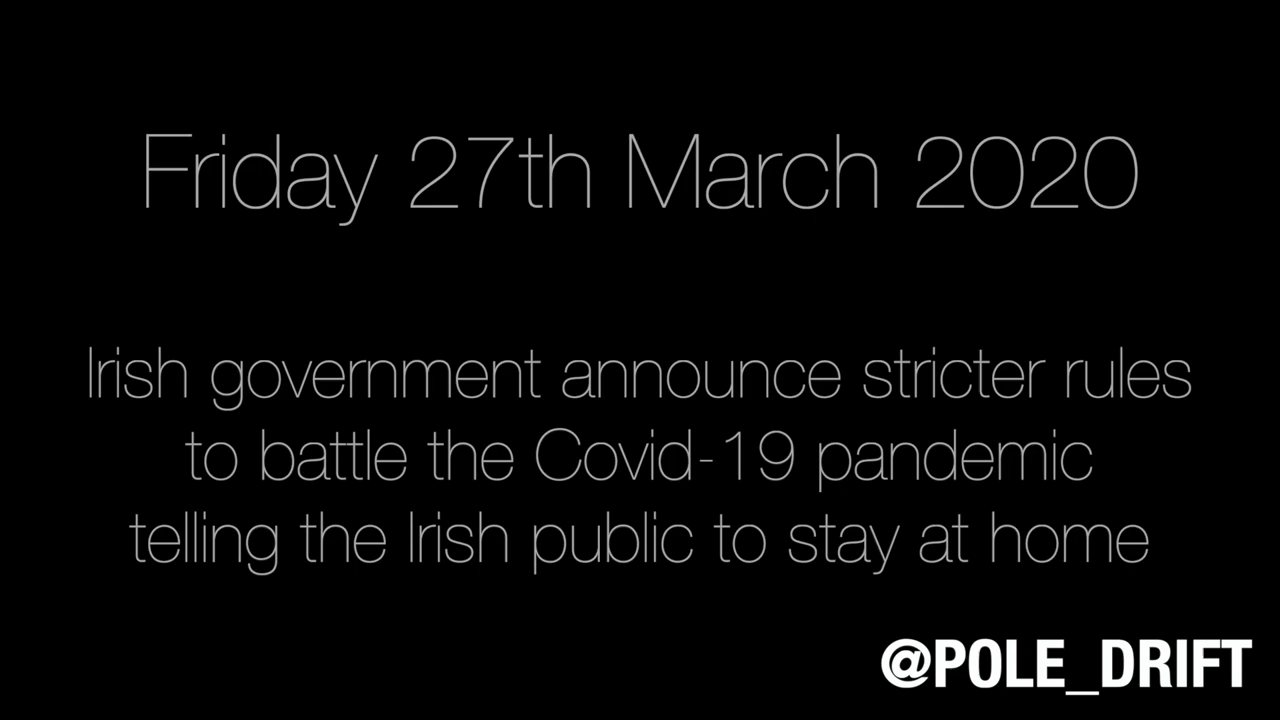 Friday 27th March 2020
Irish government announce stricter rules
to battle the Covid-19 pandemic
telling the Irish public to stay at home
@POLE_DRIFT